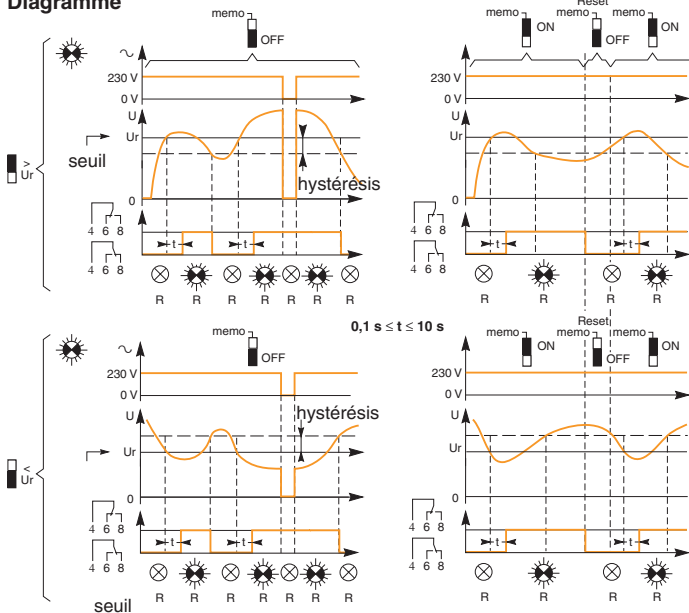 Diagramme
memo
OFF
230 V
0 V
U
Ur
seuil
hystérésis
0
> Ur
4 6 8
4 6 8
t
t
R R R R R R R
Reset
memo
ON
memo
OFF
memo
ON
230 V
0 V
U
Ur
0
4 6 8
4 6 8
t
t
R R R R
0,1 s ≤ t ≤ 10 s
memo
OFF
230 V
0 V
U
hystérésis
Ur
0
< Ur
4 6 8
4 6 8
t
t
R R R R R R R
seuil
Reset
memo
ON
memo
OFF
memo
ON
230 V
0 V
U
Ur
0
4 6 8
4 6 8
t
t
R R R R